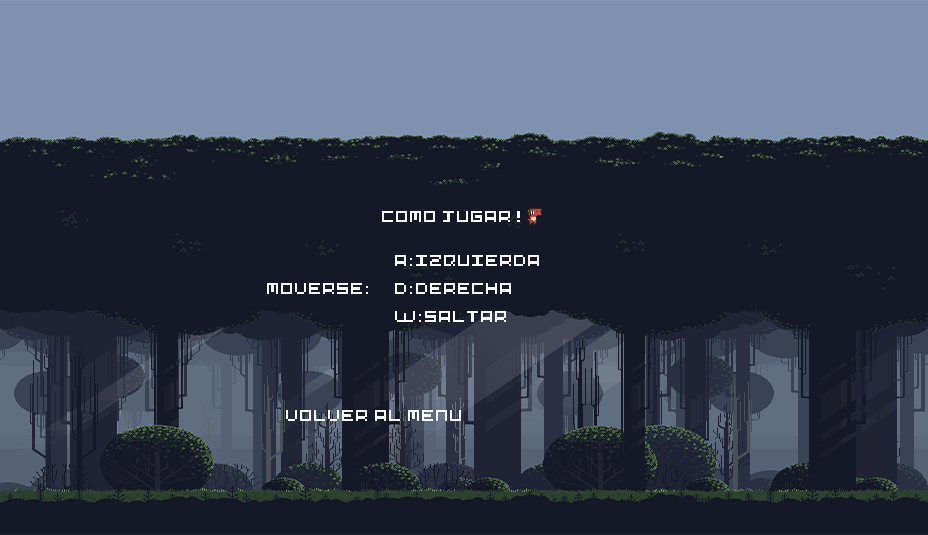 COMO JUGAR!
A:IZQUIERDA
MOVERSE: D:DERECHA
W:SALTAR
VOLVER AL MENU